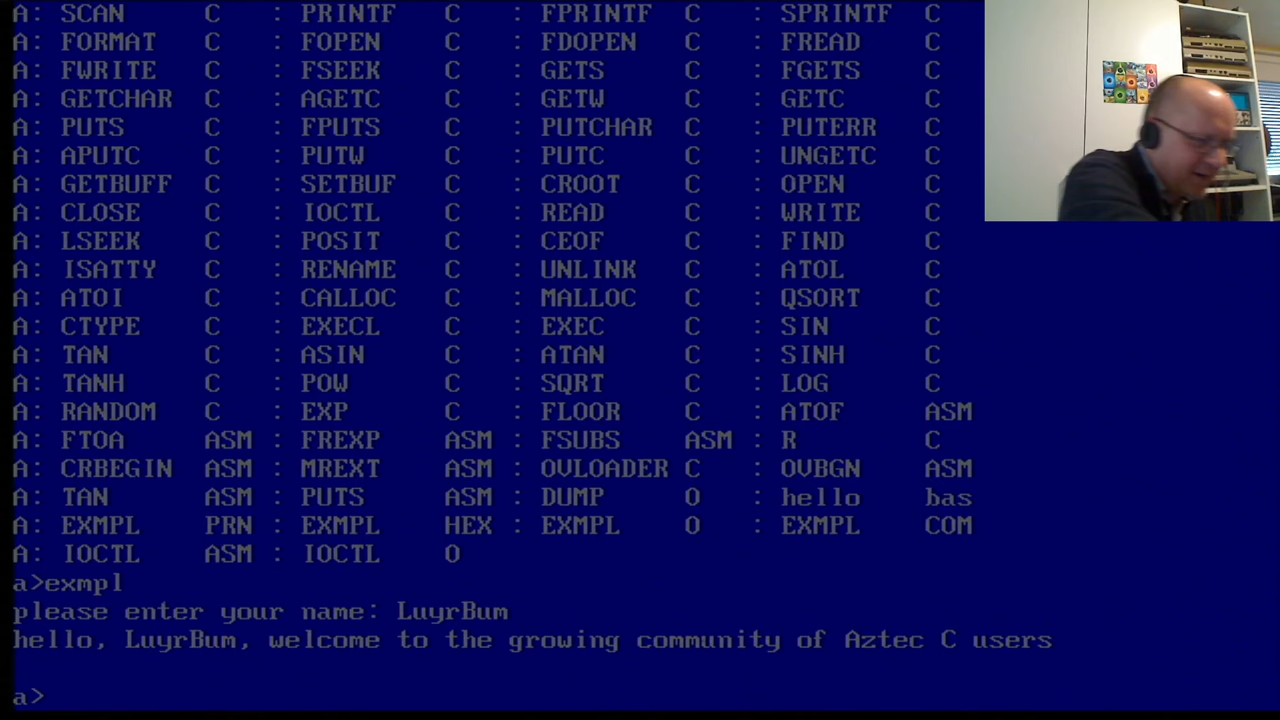 A: SCAN C : PRINTF C : FPRINTF C : SPRINTF C
A: FORMAT C : FOPEN C : FDOPEN C : FREAD C
A: FWRITE C : FSEEK C : GETS C : FGETS C
A: GETCHAR C : AGETC C : GETW C : GETC C
A: PUTS C : FPUTS C : PUTCHAR C : PUTERR C
A: APUTC C : PUTW C : PUTC C : UNGETC C
A: GETBUFF C : SETBUF C : CROOT C : OPEN C
A: CLOSE C : IOCTL C : READ C : WRITE C
A: LSEEK C : POSIT C : CEOF C : FIND C
A: ISATTY C : RENAME C : UNLINK C : ATOL C
A: ATOI C : CALLOC C : MALLOC C : QSORT C
A: CTYPE C : EXECL C : EXEC C : SIN C
A: TAN C : ASIN C : ATAN C : SINH C
A: TANH C : POW C : SQRT C : LOG C
A: RANDOM C : EXP C : FLOOR C : ATOF ASM
A: FTOA ASM : FREXP ASM : FSUBS ASM : R C
A: CRBEGIN ASM : MREXT ASM : OVLOADER C : OVBGN ASM
A: TAN ASM : PUTS ASM : DUMP O : hello bas
A: EXMPL PRN : EXMPL HEX : EXMPL O : EXMPL COM
A: IOCTL ASM : IOCTL O
a>exmpl
please enter your name: LuyrBum
hello, LuyrBum, welcome to the growing community of Aztec C users
a>